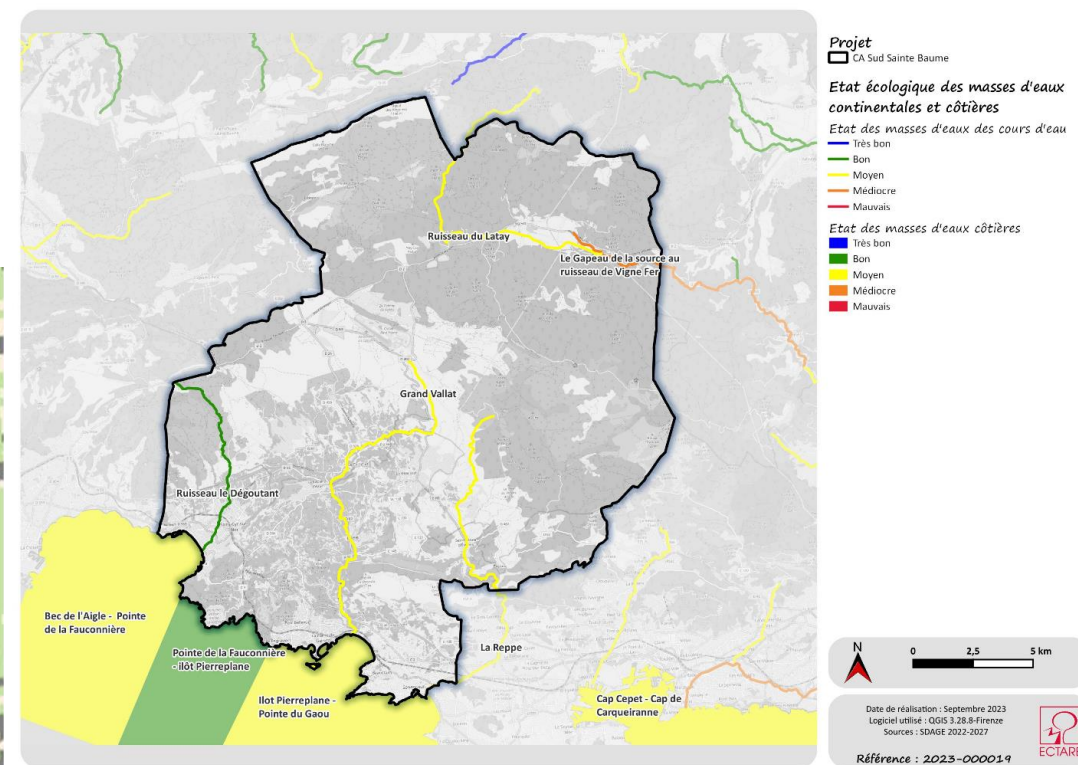 Ruisseau du Latay
Le Gapeau de la source au
ruisseau de Vigne Fer
Grand Vallat
Ruisseau le Dégoutant
Bec de l'Aigle - Pointe
de la Fauconnière
Pointe de la Fauconnière
- ilôt Pierreplane
Ilot Pierreplane -
Pointe du Gaou
La Reppe
Cap Cepet - Cap de
Carqueiranne
Projet
CA Sud Sainte Baume
Etat écologique des masses d'eaux
continentales et côtières
Etat des masses d'eaux des cours d'eau
Très bon
Bon
Moyen
Médiocre
Mauvais
Etat des masses d'eaux côtières
Très bon
Bon
Moyen
Médiocre
Mauvais
N
0 2,5 5 km
Date de réalisation : Septembre 2023
Logiciel utilisé : QGIS 3.28.8-Firenze
Sources : SDAGE 2022-2027
Référence : 2023-000019
ECTARE